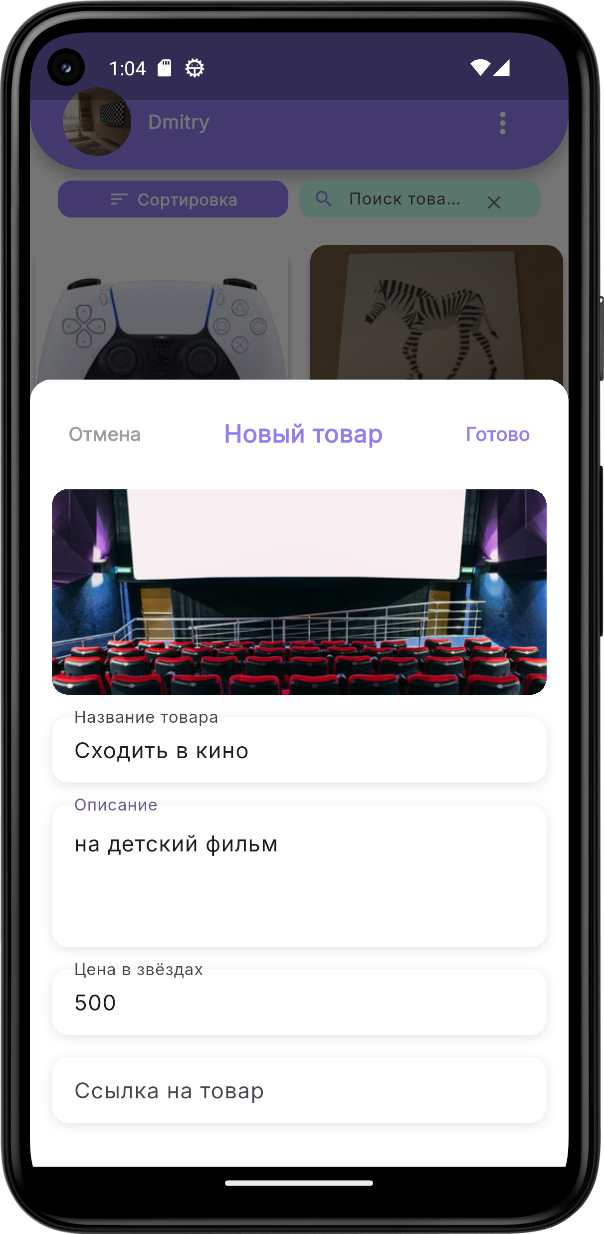 1:04
Dmitry
Сортировка
Поиск това...
Отмена Новый товар Готово
Название товара
Сходить в кино
Описание
на детский фильм
Цена в звёздах
500
Ссылка на товар